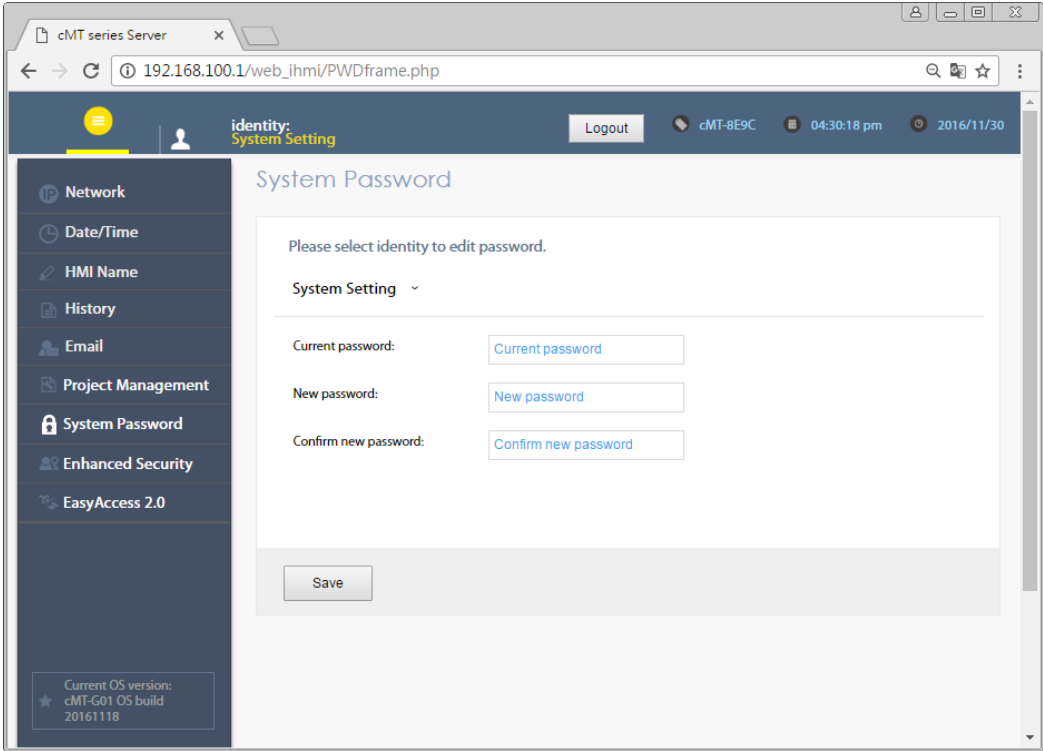 cMT series Server
192.168.100.1/web_ihmi/PWDframe.php
identity:
System Setting
Logout
cMT-8E9C
04:30:18 pm
2016/11/30
Network
Date/Time
HMI Name
History
Email
Project Management
System Password
Enhanced Security
EasyAccess 2.0
Current OS version:
cMT-G01 OS build
20161118
System Password
Please select identity to edit password.
System Setting
Current password:
Current password
New password:
New password
Confirm new password:
Confirm new password
Save